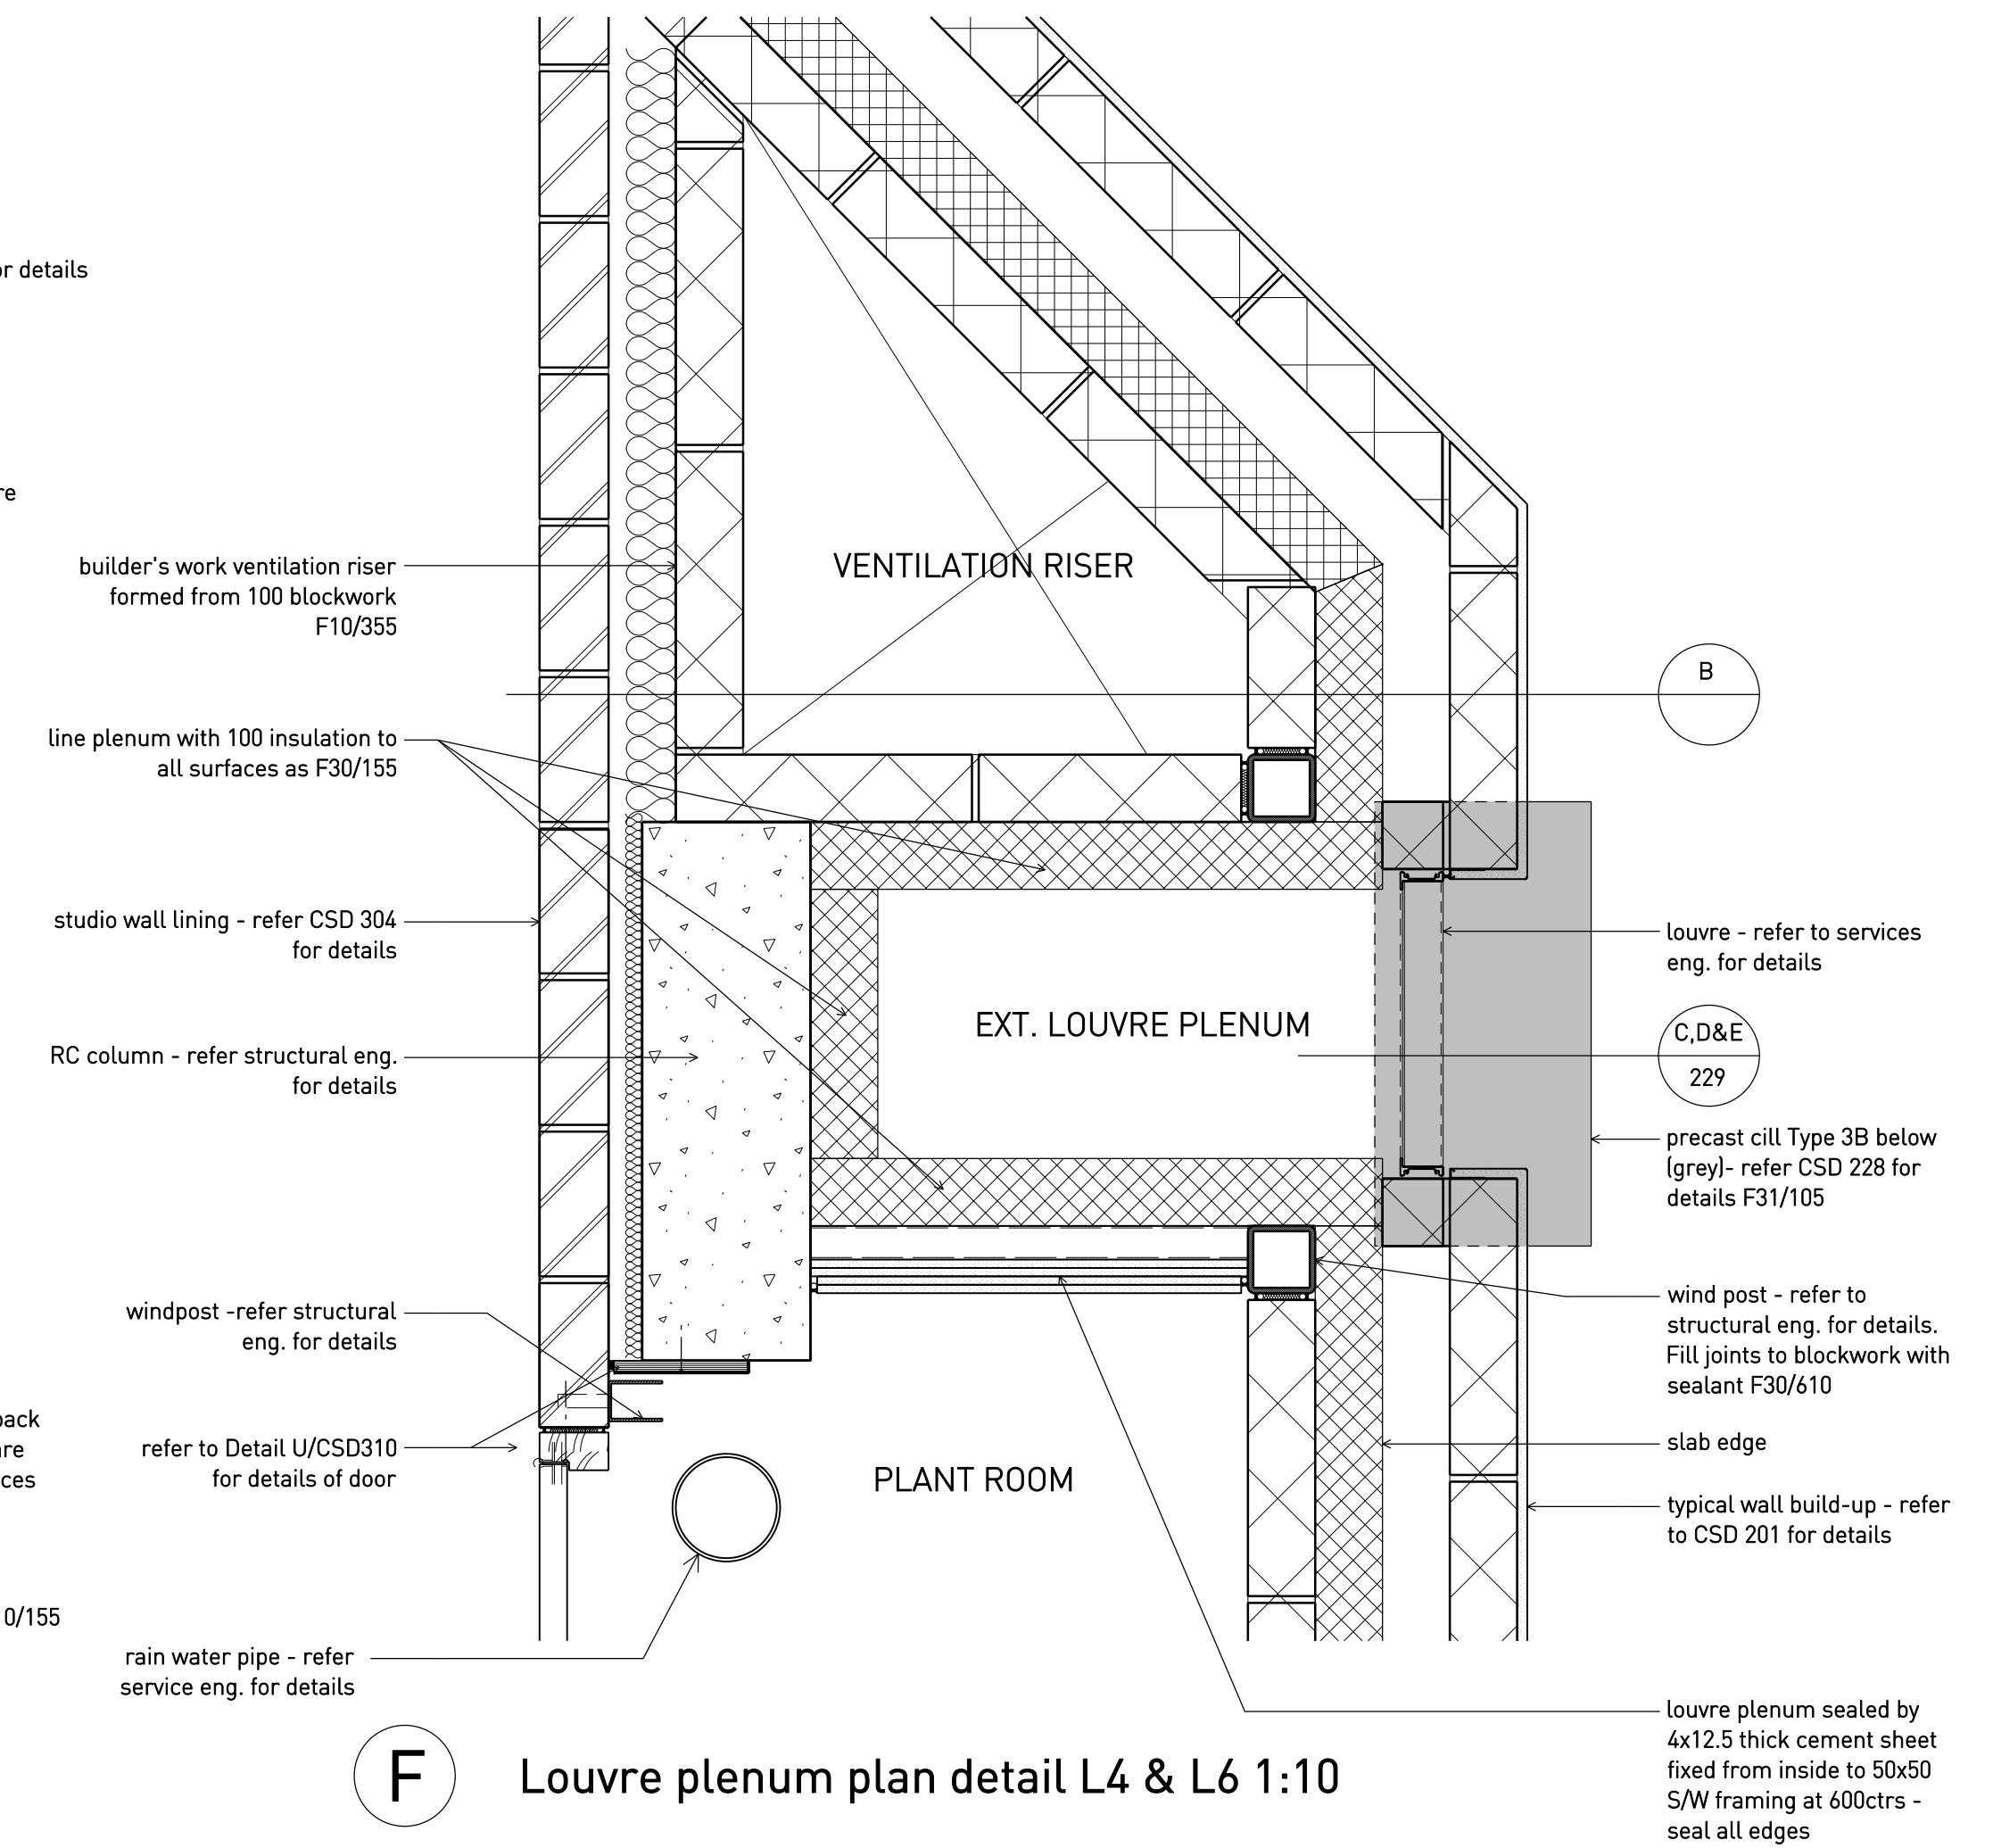 or details
re
builder's work ventilation riser
formed from 100 blockwork
F10/355
line plenum with 100 insulation to
all surfaces as F30/155
studio wall lining - refer CSD 304
for details
RC column - refer structural eng.
for details
windpost -refer structural
eng. for details
back
are
ces
refer to Detail U/CSD310
for details of door
0/155
rain water pipe - refer
service eng. for details
VENTILATION RISER
EXT. LOUVRE PLENUM
PLANT ROOM
B
louvre - refer to services
eng. for details
C,D&E
229
precast cill Type 3B below
(grey)- refer CSD 228 for
details F31/105
wind post - refer to
structural eng. for details.
Fill joints to blockwork with
sealant F30/610
slab edge
typical wall build-up - refer
to CSD 201 for details
louvre plenum sealed by
4x12.5 thick cement sheet
fixed from inside to 50x50
S/W framing at 600ctrs -
seal all edges
F
Louvre plenum plan detail L4 & L6 1:10